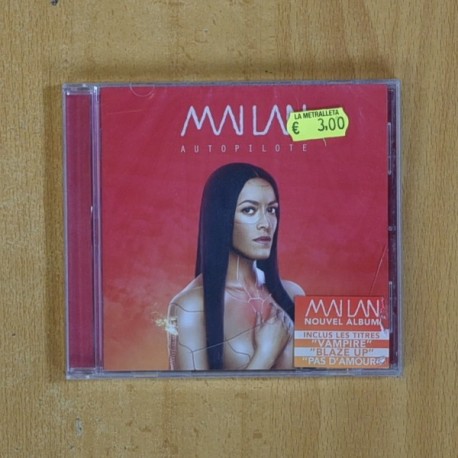 MAI LAN
AUTOPILOTE
LA METRALLETA
€ 3,00
MAI LAN
NOUVEL ALBUM
INCLUS LES TITRES
"VAMPIRE"
"BLAZE UP"
"PAS D'AMOUR"